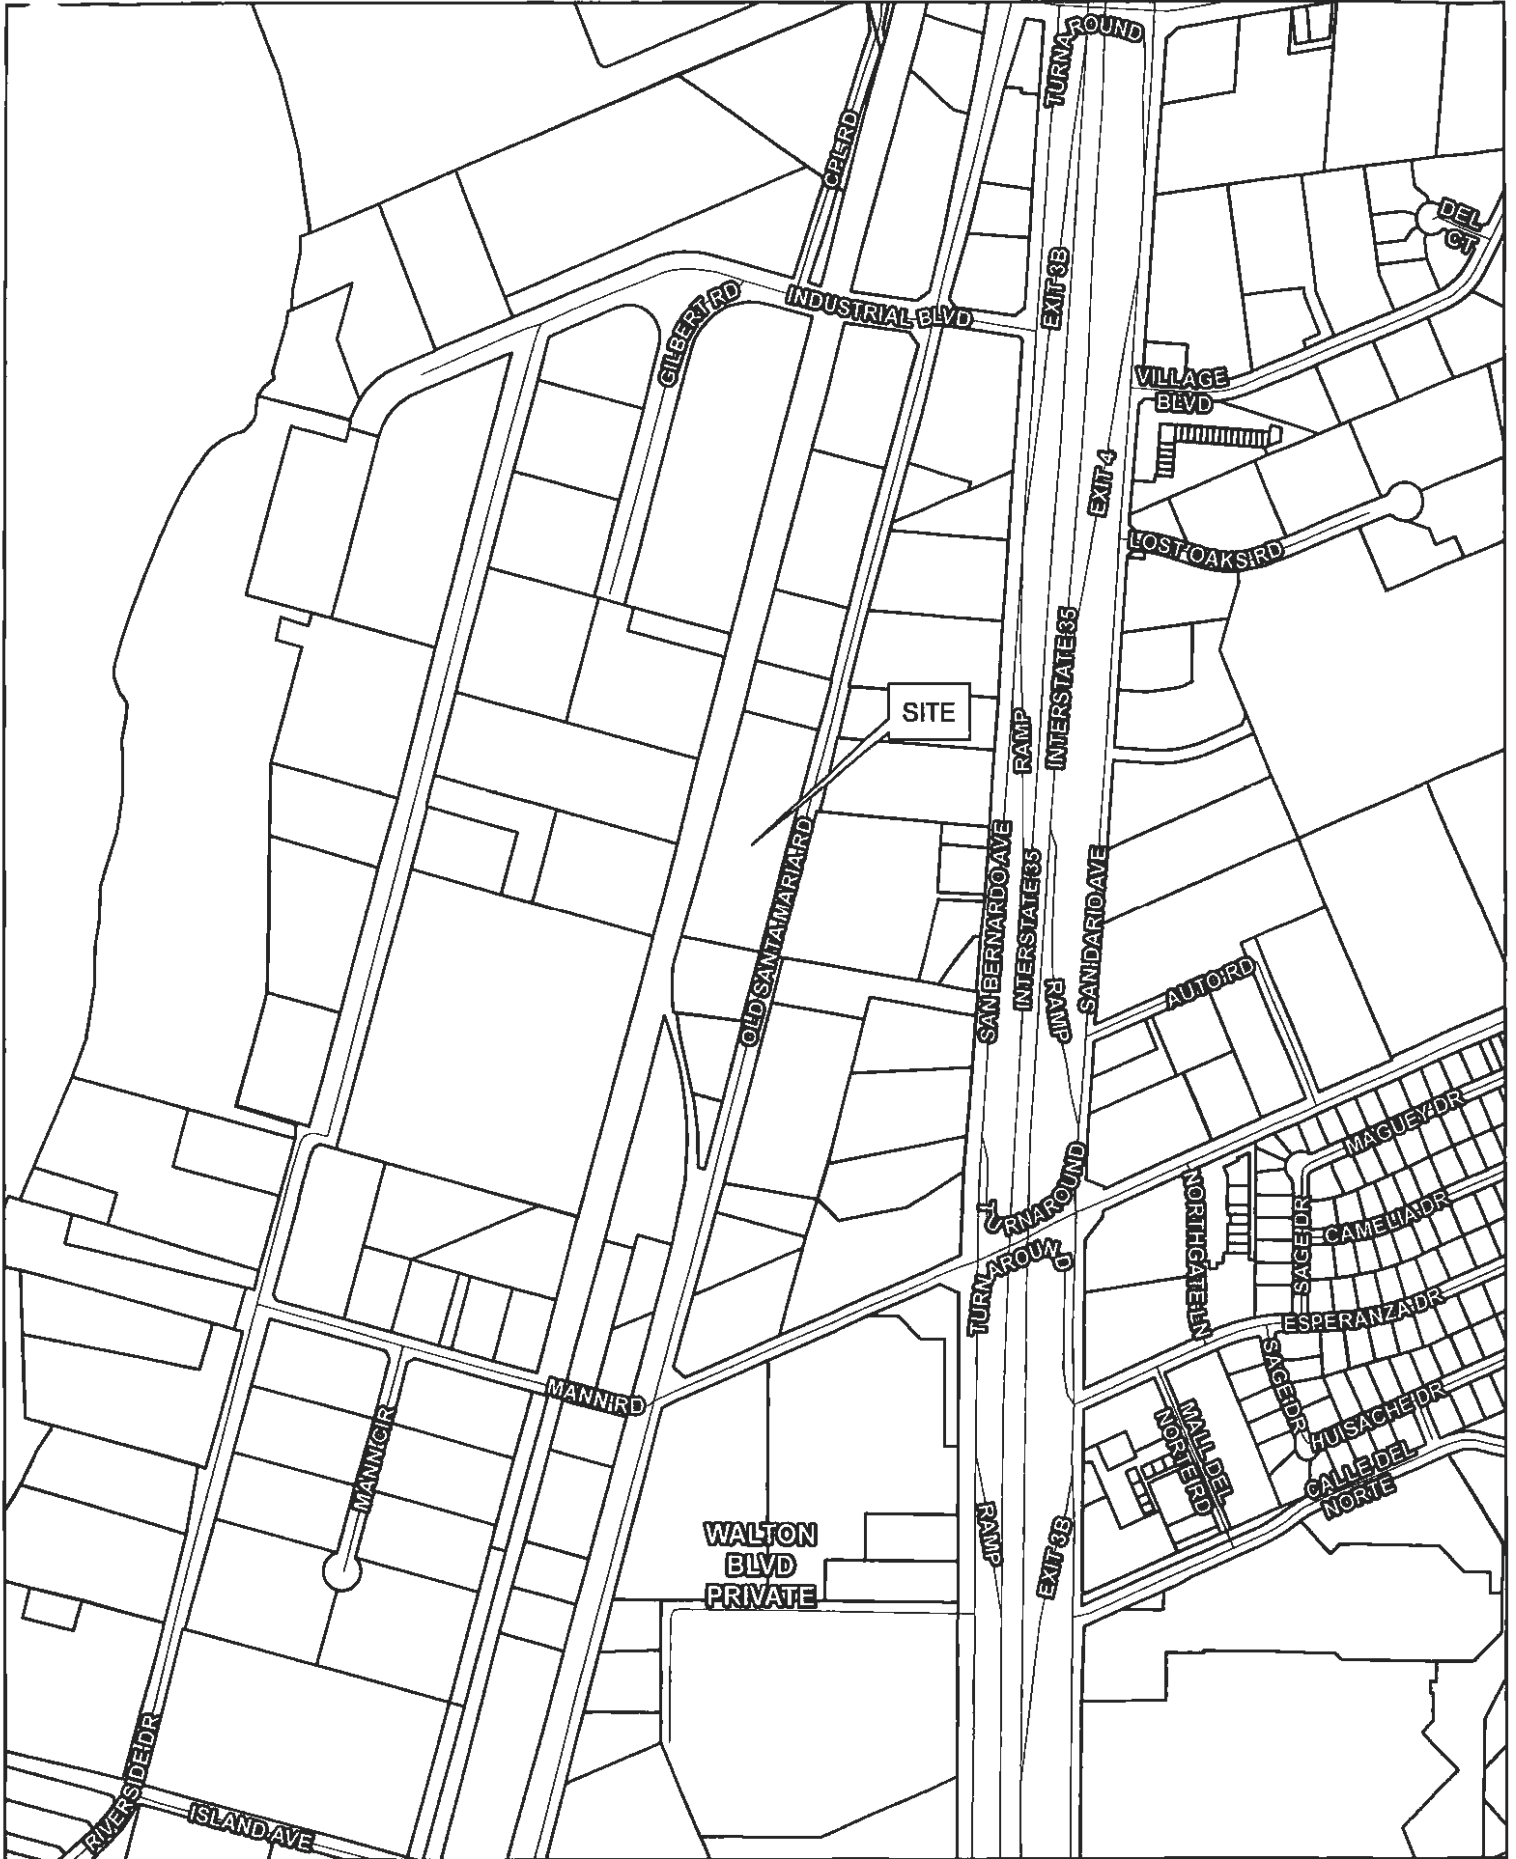 TURNAROUND
CPL RD
DEL
CT
EXIT 3B
GILBERT RD
INDUSTRIAL BLVD
VILLAGE
BLVD
EXIT 4
LOST OAKS RD
INTERSTATE 35
SITE
RAMP
OLD SANTA MARIA RD
SAN BERNARDO AVE
INTERSTATE 35
SAN DARIO AVE
RAMP
AUTO RD
MAGUEY DR
TURNAROUND
NORTHGATE LN
SAGE DR
CAMELIA DR
TURNAROUND
ESPERANZA DR
SAGE DR
MANN RD
MALL DEL
NORTE RD
HUISACHE DR
MANN CIR
CALLE DEL
NORTE
WALTON
BLVD
PRIVATE
RAMP
EXIT 3B
RIVERSIDE DR
ISLAND AVE